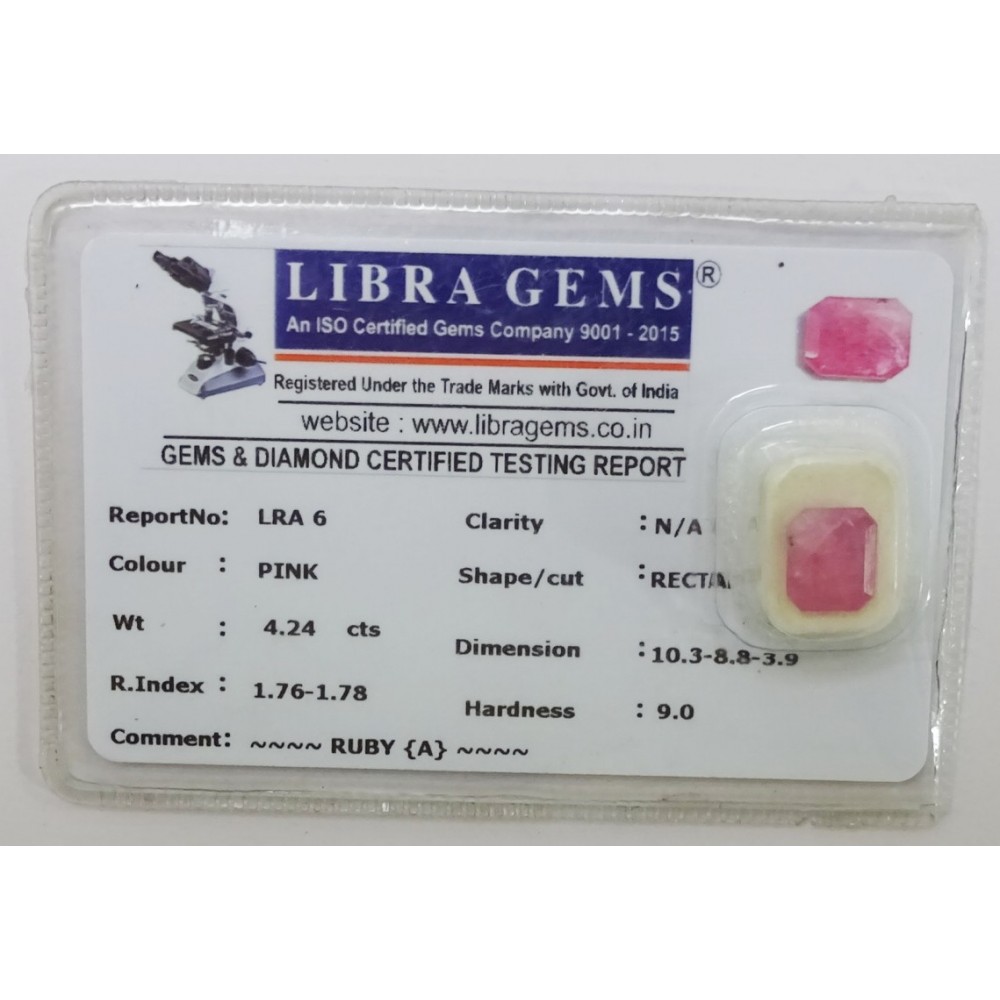 LIBRA GEMS ®
An ISO Certified Gems Company 9001 - 2015
Registered Under the Trade Marks with Govt. of India
website : www.libragems.co.in
GEMS & DIAMOND CERTIFIED TESTING REPORT
ReportNo: LRA 6
Colour : PINK
Wt : 4.24 cts
R.Index : 1.76-1.78
Comment: ~~~~ RUBY {A} ~~~~
Clarity : N/A
Shape/cut :
Dimension : 10.3-8.8-3.9
Hardness : 9.0